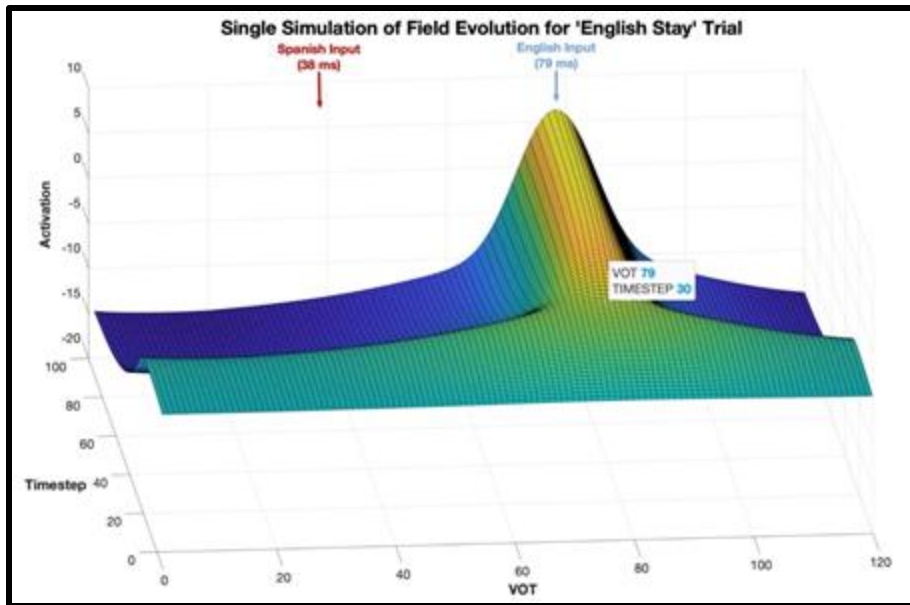 Single Simulation of Field Evolution for 'English Stay' Trial
Spanish Input
(38 ms)
English Input
(79 ms)
10
5
0
-5
-10
-15
-20
Activation
VOT 79
TIMESTEP 30
100
80
60
40
20
0
Timestep
0
20
40
60
80
100
120
VOT